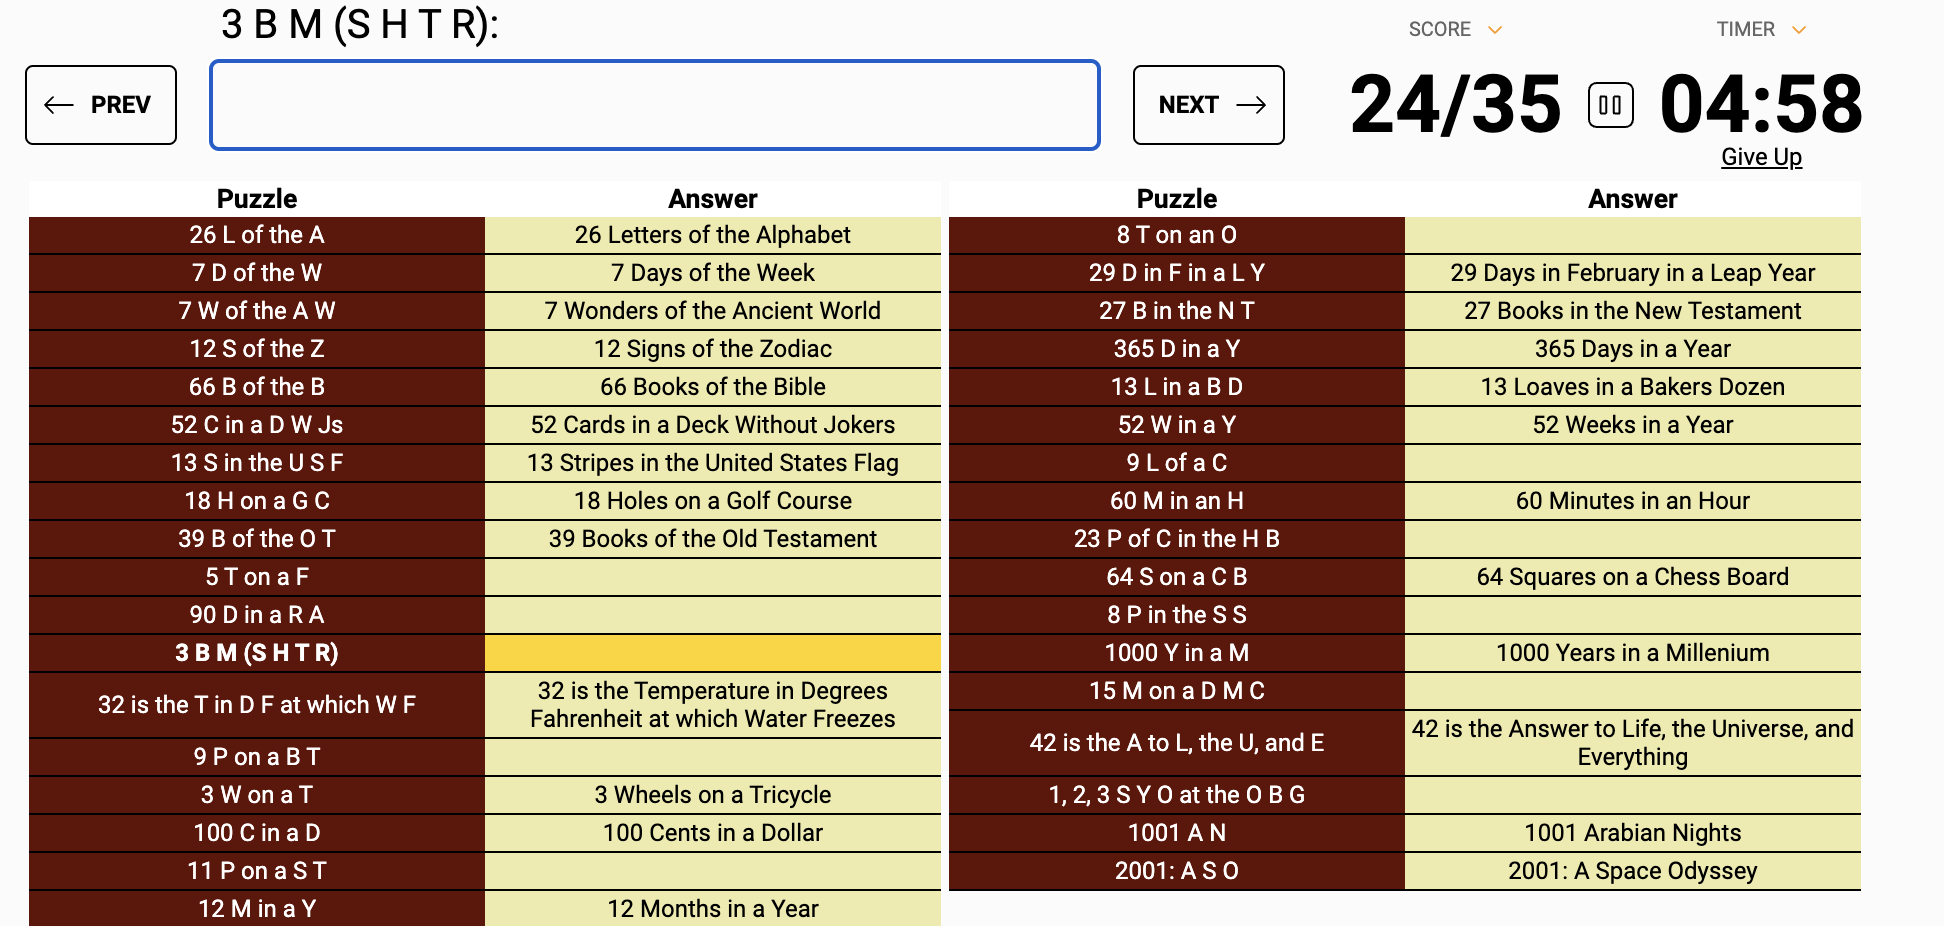 3 B M (S H T R):
SCORE
TIMER
← PREV
NEXT →
24/35
04:58
Give Up
Puzzle Answer
26 L of the A 26 Letters of the Alphabet
7 D of the W 7 Days of the Week
7 W of the A W 7 Wonders of the Ancient World
12 S of the Z 12 Signs of the Zodiac
66 B of the B 66 Books of the Bible
52 C in a D W Js 52 Cards in a Deck Without Jokers
13 S in the U S F 13 Stripes in the United States Flag
18 H on a G C 18 Holes on a Golf Course
39 B of the O T 39 Books of the Old Testament
5 T on a F
90 D in a R A
3 B M (S H T R)
32 is the T in D F at which W F 32 is the Temperature in Degrees
Fahrenheit at which Water Freezes
9 P on a B T
3 W on a T 3 Wheels on a Tricycle
100 C in a D 100 Cents in a Dollar
11 P on a S T
12 M in a Y 12 Months in a Year
Puzzle Answer
8 T on an O
29 D in F in a L Y 29 Days in February in a Leap Year
27 B in the N T 27 Books in the New Testament
365 D in a Y 365 Days in a Year
13 L in a B D 13 Loaves in a Bakers Dozen
52 W in a Y 52 Weeks in a Year
9 L of a C
60 M in an H 60 Minutes in an Hour
23 P of C in the H B
64 S on a C B 64 Squares on a Chess Board
8 P in the S S
1000 Y in a M 1000 Years in a Millenium
15 M on a D M C
42 is the A to L, the U, and E 42 is the Answer to Life, the Universe, and
Everything
1, 2, 3 S Y O at the O B G
1001 A N 1001 Arabian Nights
2001: A S O 2001: A Space Odyssey